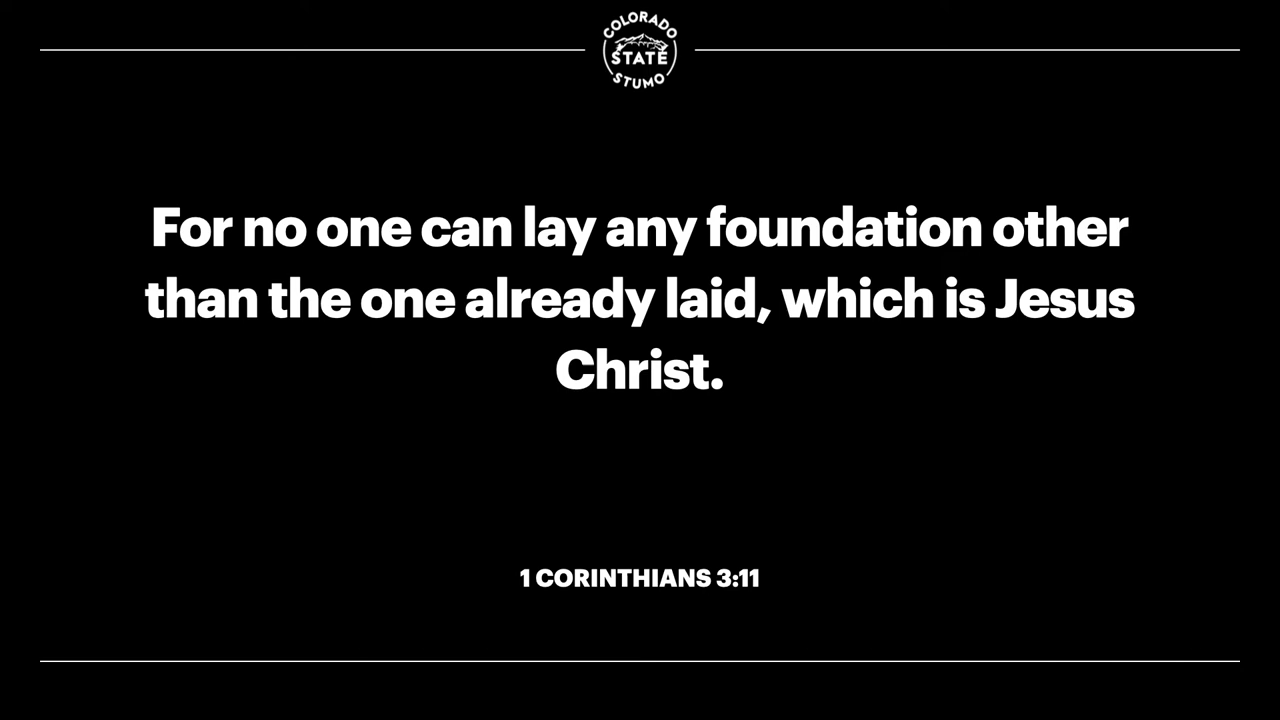 COLORADO
STATE
STUMO
For no one can lay any foundation other
than the one already laid, which is Jesus
Christ.
1 CORINTHIANS 3:11